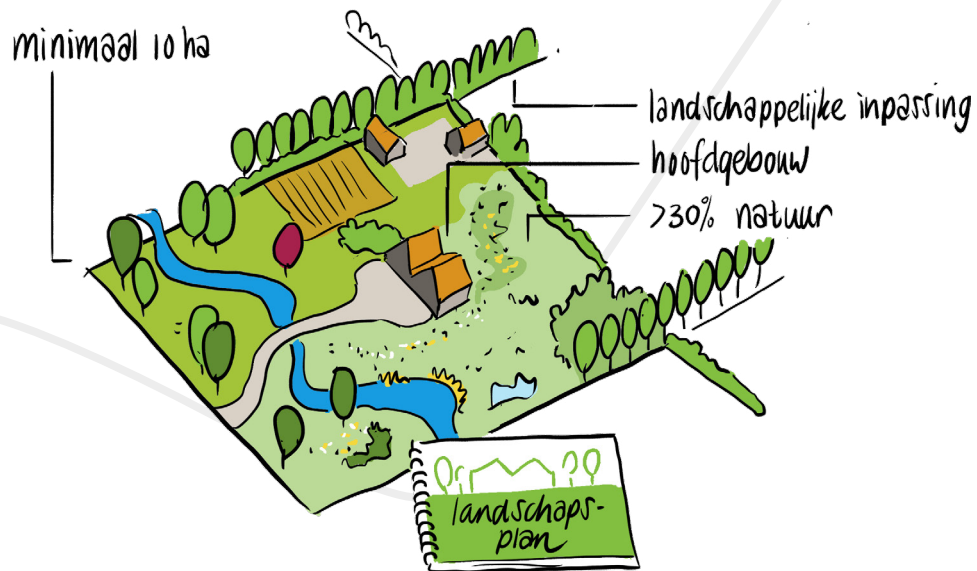 minimaal 10 ha
landschappelijke inpassing
hoofdgebouw
>30% natuur
landschaps-
plan